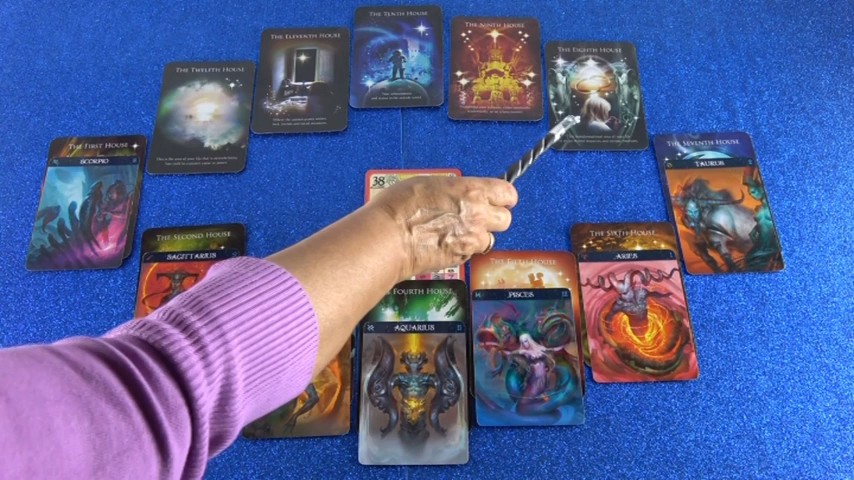 THE TENTH HOUSE
THE NINTH HOUSE
THE ELEVENTH HOUSE
THE EIGHTH HOUSE
THE TWELFTH HOUSE
THE FIRST HOUSE
SCORPIO
THE SEVENTH HOUSE
TAURUS
38
THE SECOND HOUSE
SAGITTARIUS
THE SIXTH HOUSE
ARIES
THE FIFTH HOUSE
PISCES
FOURTH HOUSE
AQUARIUS